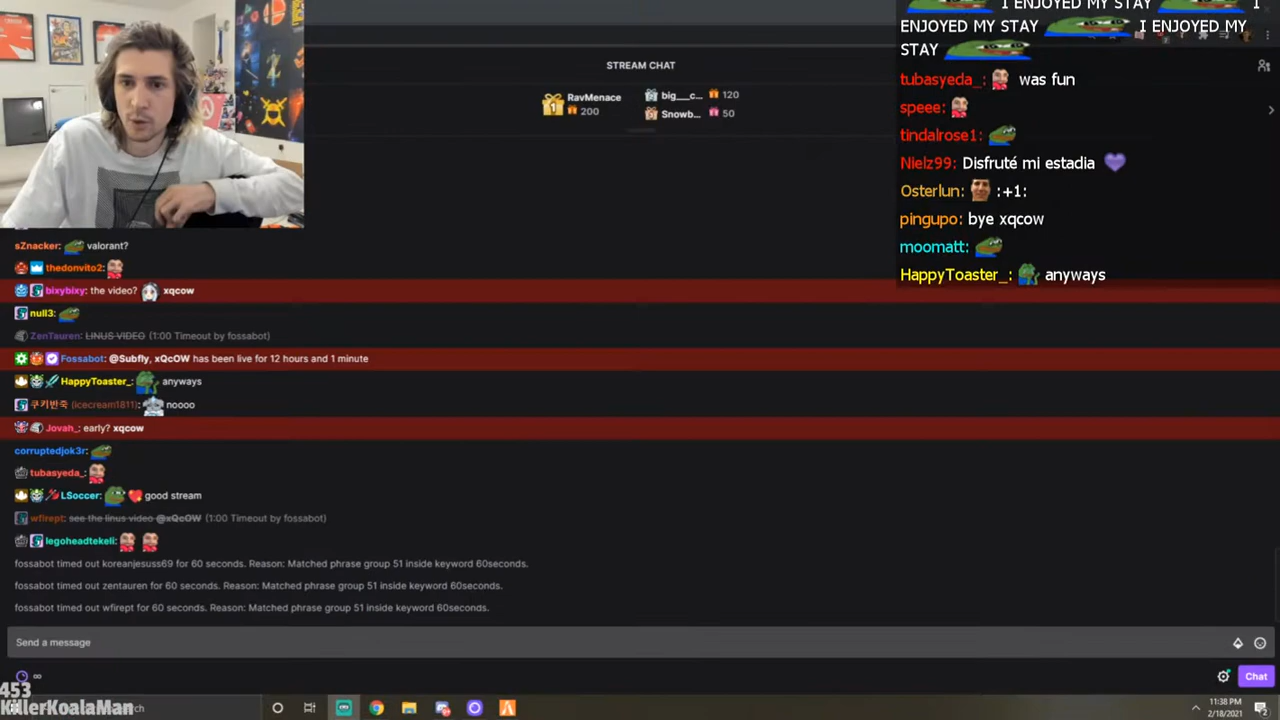 STREAM CHAT
RavMenace
200
big___c... 120
Snowb... 50
I ENJOYED MY STAY I
ENJOYED MY STAY I ENJOYED MY
STAY
tubasyeda_: was fun
speee:
tindalrose1:
Nielz99: Disfruté mi estadia
Osterlun: :+1:
pingupo: bye xqcow
moomatt:
HappyToaster_: anyways
sZnacker: valorant?
thedonvito2:
bixybixy: the video? xqcow
null3:
ZenTauren: LINUS VIDEO (1:00 Timeout by fossabot)
Fossabot: @Subfly, xQcOW has been live for 12 hours and 1 minute
HappyToaster_: anyways
쿠키반죽 (icecream1811): noooo
Jovah_: early? xqcow
corruptedjok3r:
tubasyeda_:
LSoccer: good stream
wfirept: see the linus video @xQcOW (1:00 Timeout by fossabot)
legoheadtekeli:
fossabot timed out koreanjesuss69 for 60 seconds. Reason: Matched phrase group 51 inside keyword 60seconds.
fossabot timed out zentauren for 60 seconds. Reason: Matched phrase group 51 inside keyword 60seconds.
fossabot timed out wfirept for 60 seconds. Reason: Matched phrase group 51 inside keyword 60seconds.
Send a message
∞
Chat
453
KillerKoalaMan
11:38 PM
2/18/2021